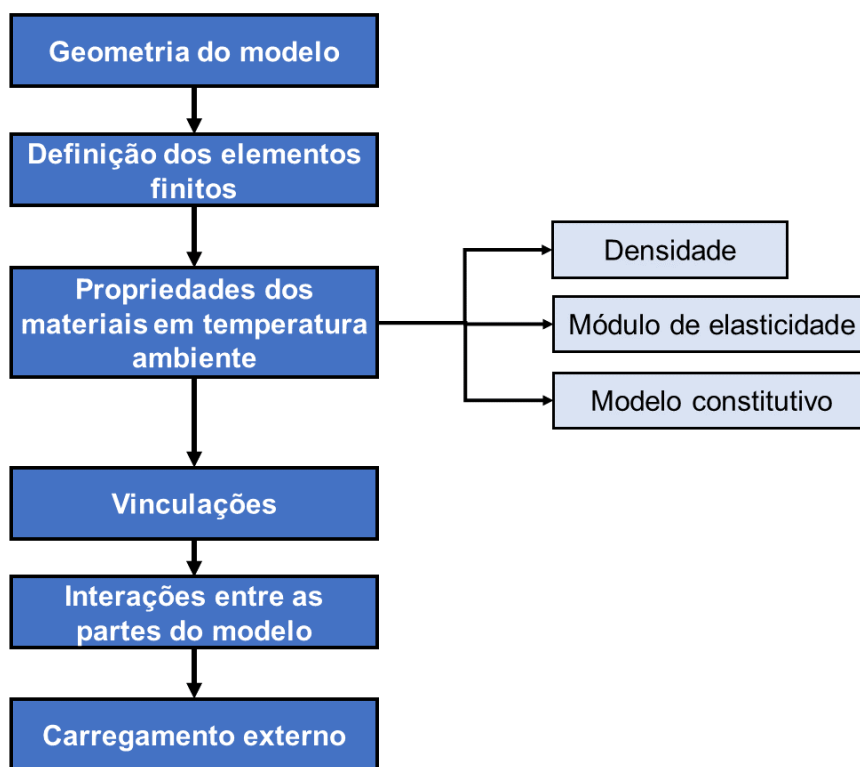 Geometria do modelo
Definição dos elementos
finitos
Propriedades dos
materiais em temperatura
ambiente
Densidade
Módulo de elasticidade
Modelo constitutivo
Vinculações
Interações entre as
partes do modelo
Carregamento externo